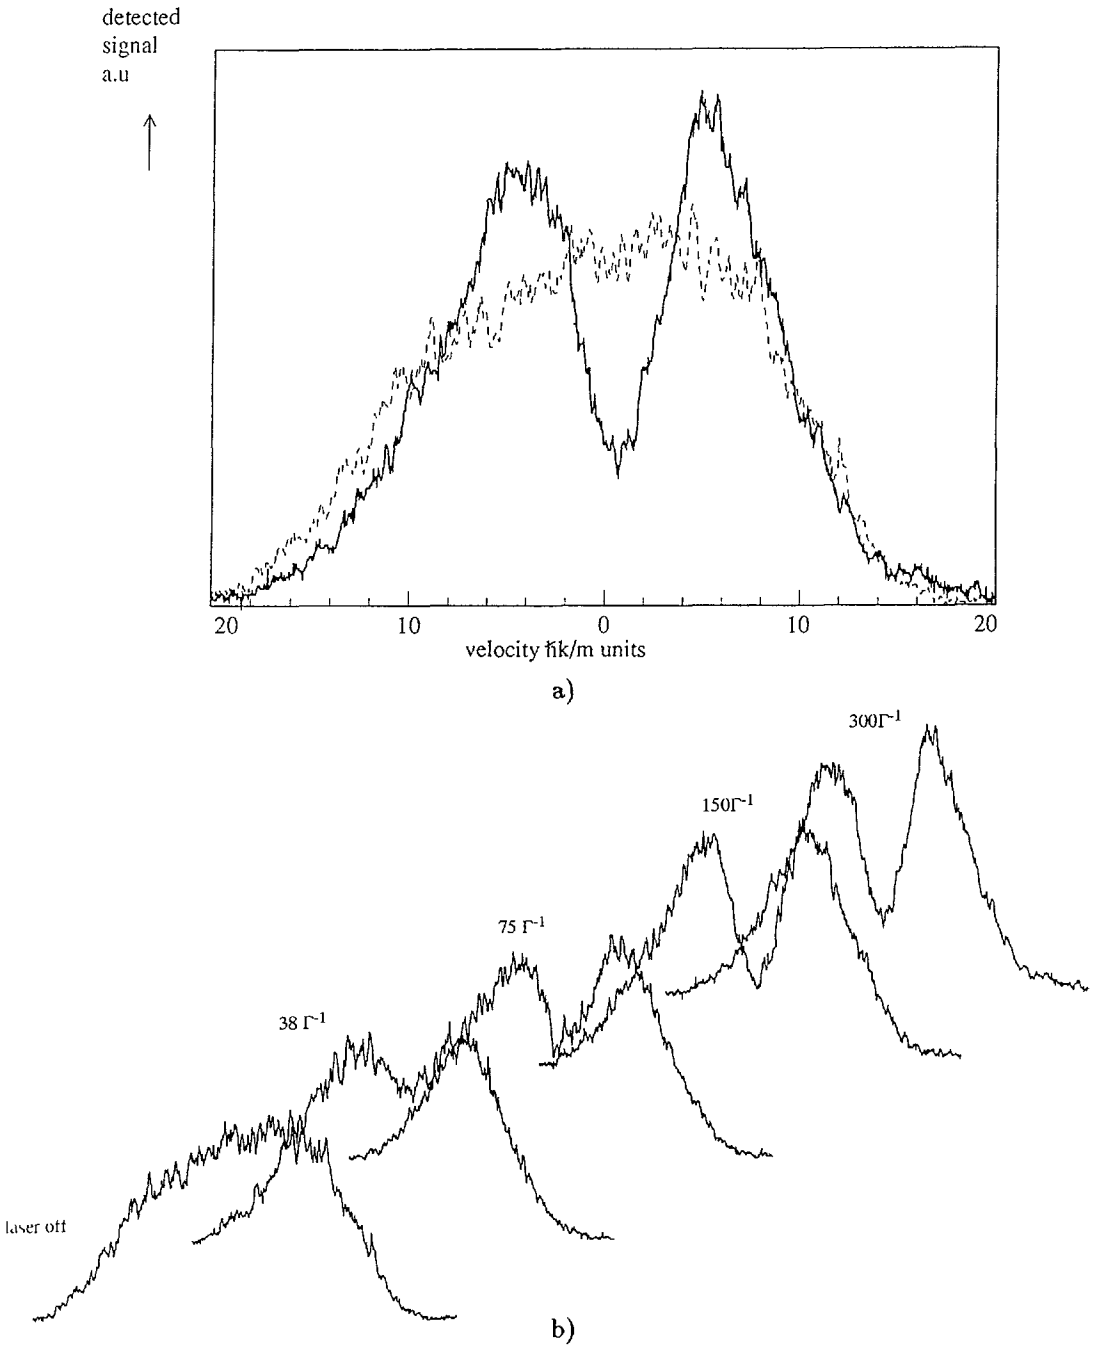 detected
signal
a.u
20 10 0 10 20
velocity ħk/m units
a)
300Γ⁻¹
150Γ⁻¹
75 Γ⁻¹
38 Γ⁻¹
laser off
b)